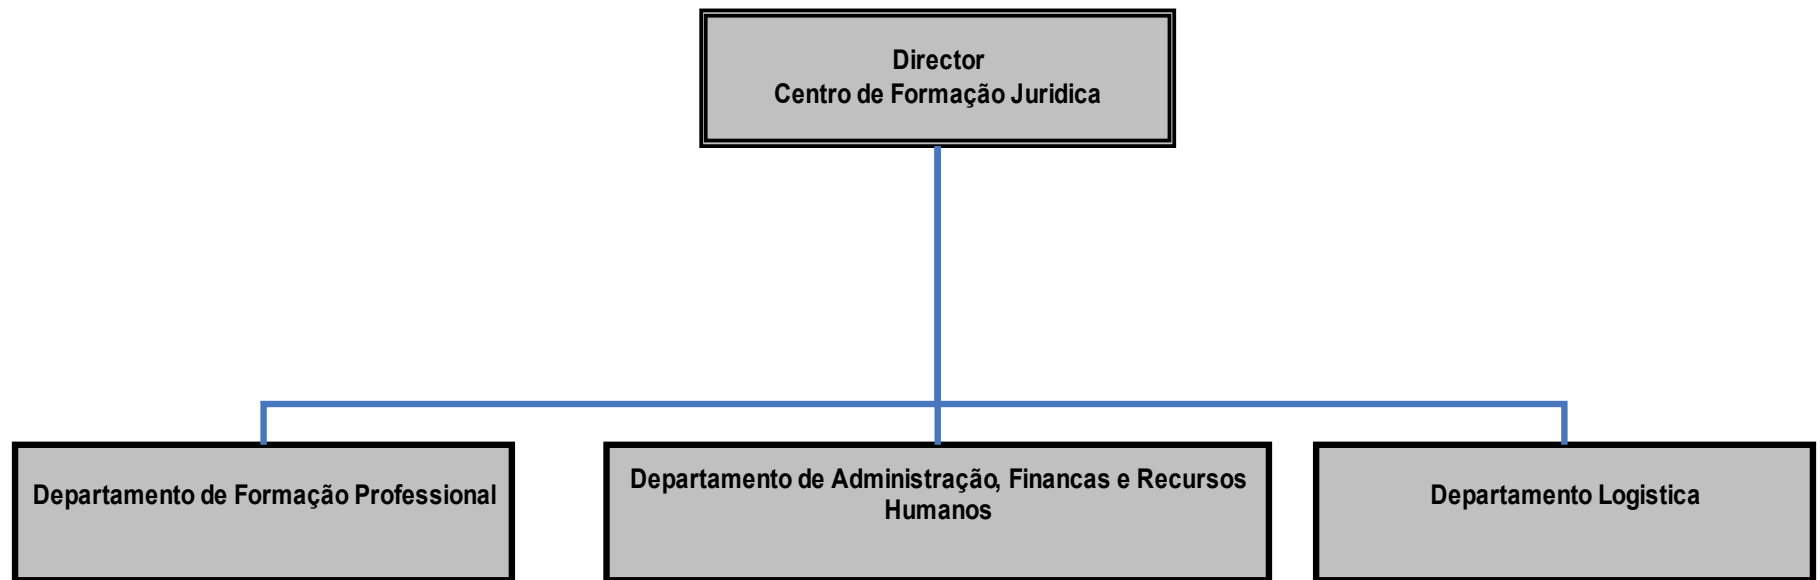 Director
Centro de Formação Juridica
Departamento de Formação Professional
Departamento de Administração, Financas e Recursos
Humanos
Departamento Logistica